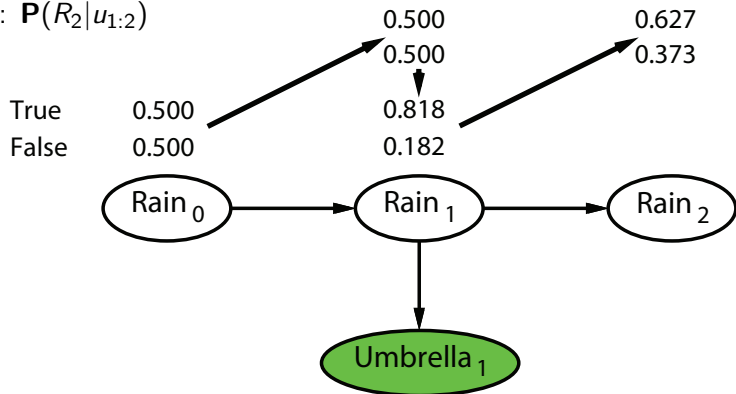 : P(R₂|u₁:₂)
0.500 0.627
0.500 0.373
True 0.500 0.818
False 0.500 0.182
Rain ₀ Rain ₁ Rain ₂
Umbrella ₁